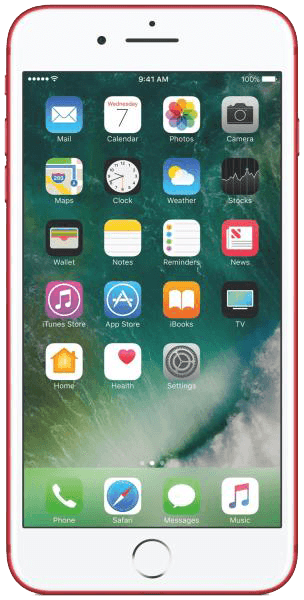 9:41 AM 100%
Wednesday
7
Mail Calendar Photos Camera
280
Maps Clock Weather Stocks
Wallet Notes Reminders News
iTunes Store App Store iBooks TV
Home Health Settings
Phone Safari Messages Music